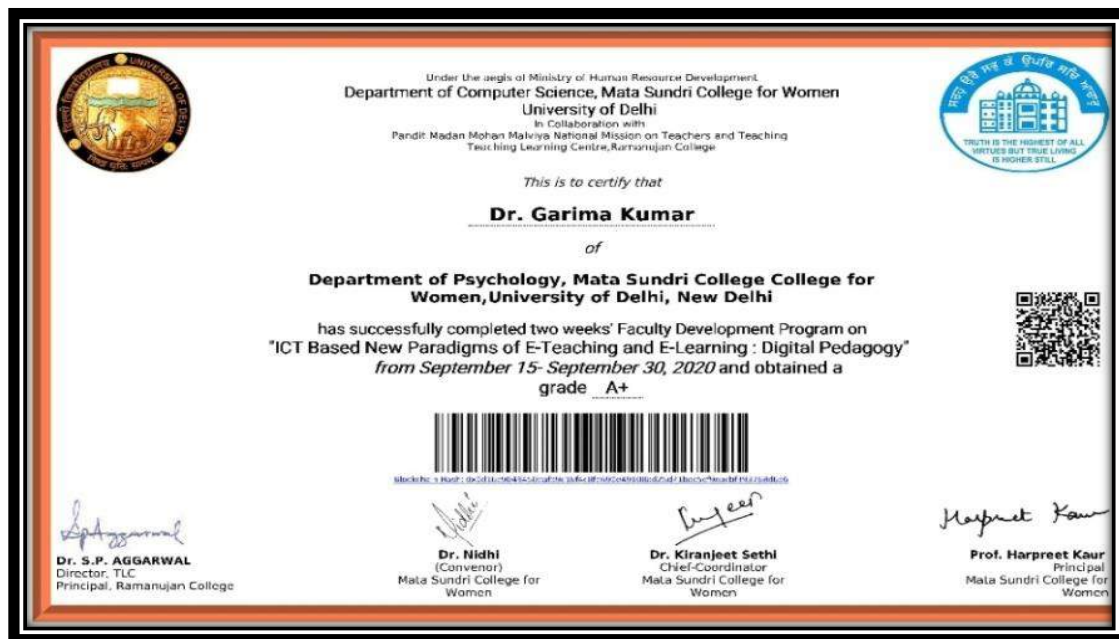 Under the aegis of Ministry of Human Resource Development
Department of Computer Science, Mata Sundri College for Women
University of Delhi
In Collaboration with
Pandit Madan Mohan Malviya National Mission on Teachers and Teaching
Teaching Learning Centre,Ramanujan College
UNIVERSITY OF DELHI
TRUTH IS THE HIGHEST OF ALL
VIRTUES BUT TRUE LIVING
IS HIGHER STILL
This is to certify that
Dr. Garima Kumar
of
Department of Psychology, Mata Sundri College College for
Women,University of Delhi, New Delhi
has successfully completed two weeks' Faculty Development Program on
"ICT Based New Paradigms of E-Teaching and E-Learning : Digital Pedagogy"
from September 15- September 30, 2020 and obtained a
grade A+
Nidhi
Harpreet Kaur
Dr. S.P. AGGARWAL
Director, TLC
Principal, Ramanujan College
Dr. Nidhi
(Convenor)
Mata Sundri College for
Women
Dr. Kiranjeet Sethi
Chief-Coordinator
Mata Sundri College for
Women
Prof. Harpreet Kaur
Principal
Mata Sundri College for
Women